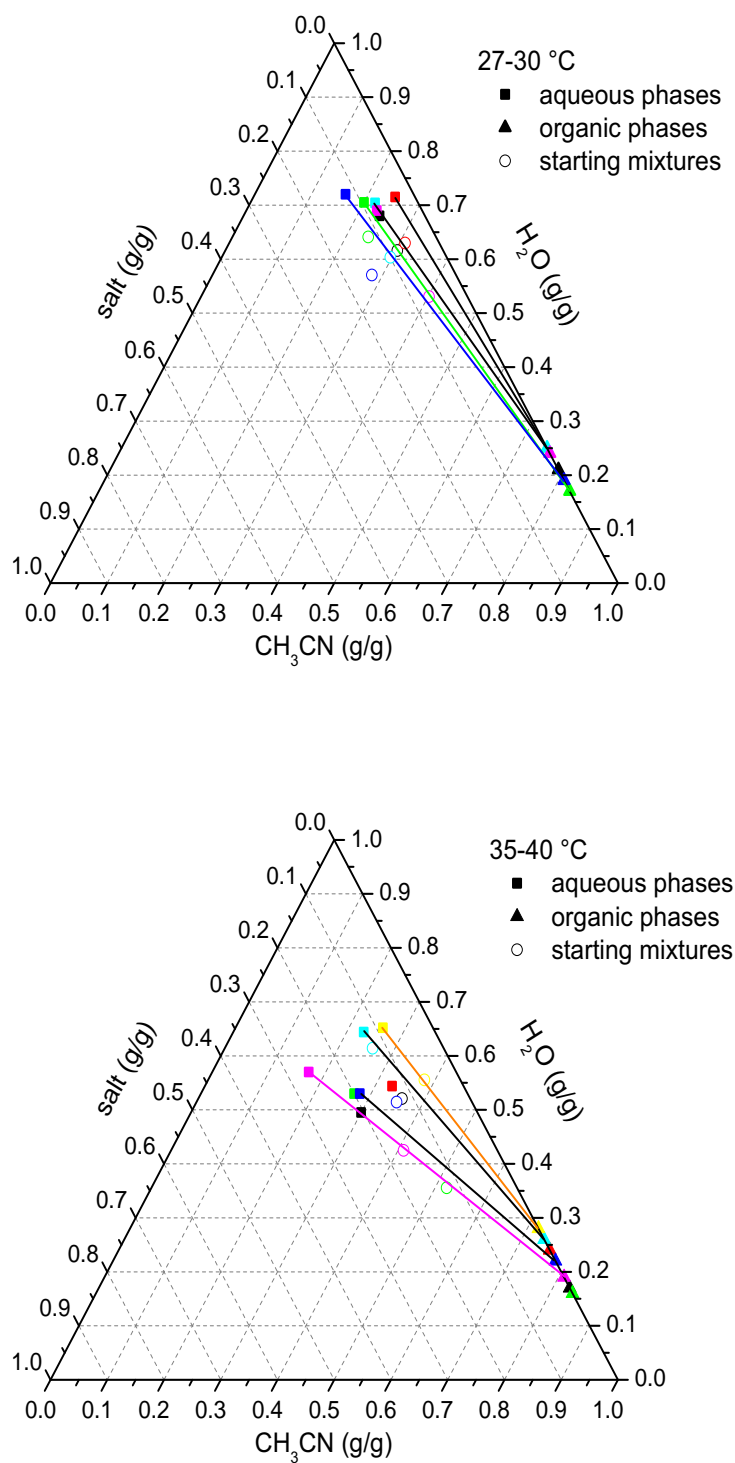 27-30 °C
aqueous phases
organic phases
starting mixtures
0.0
0.1
0.2
0.3
0.4
0.5
0.6
0.7
0.8
0.9
1.0
salt (g/g)
1.0
0.9
0.8
0.7
0.6
0.5
0.4
0.3
0.2
0.1
0.0
H₂O (g/g)
0.0 0.1 0.2 0.3 0.4 0.5 0.6 0.7 0.8 0.9 1.0
CH₃CN (g/g)
35-40 °C
aqueous phases
organic phases
starting mixtures
0.0
0.1
0.2
0.3
0.4
0.5
0.6
0.7
0.8
0.9
1.0
salt (g/g)
1.0
0.9
0.8
0.7
0.6
0.5
0.4
0.3
0.2
0.1
0.0
H₂O (g/g)
0.0 0.1 0.2 0.3 0.4 0.5 0.6 0.7 0.8 0.9 1.0
CH₃CN (g/g)